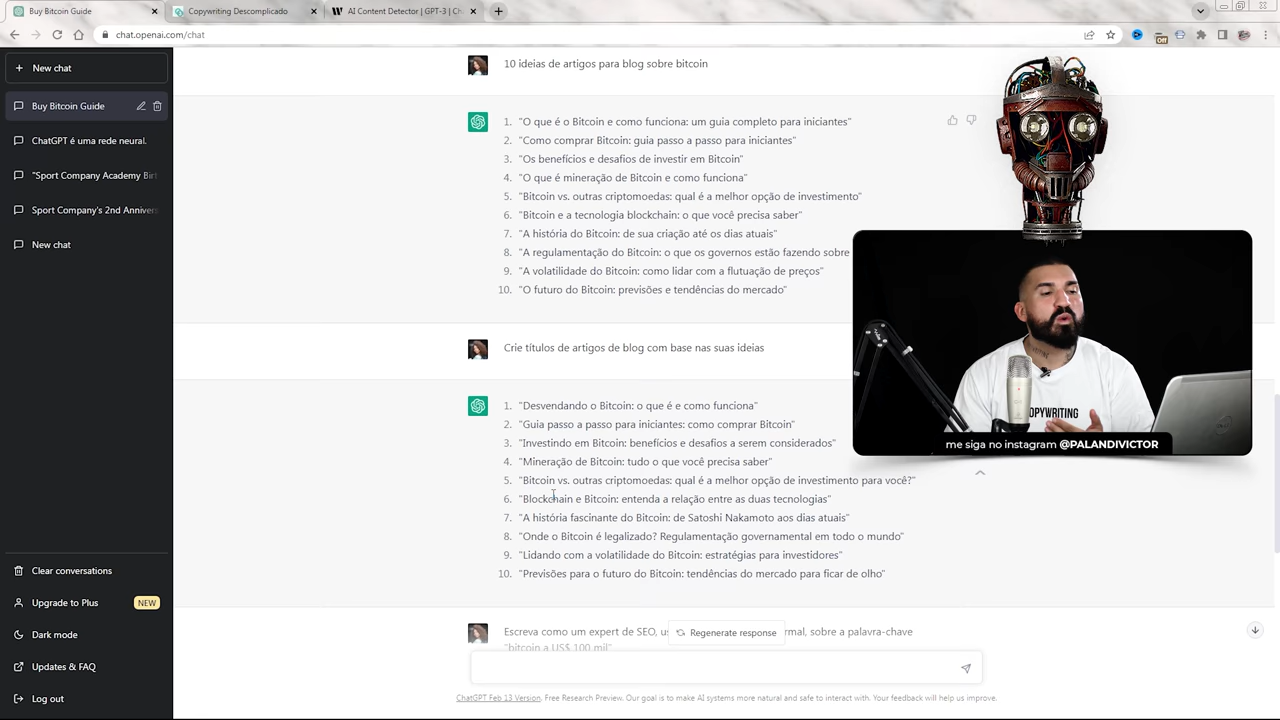 Buy Bitcoin Guide
Copywriting Descomplicado
AI Content Detector | GPT-3 | Ch
chat.openai.com/chat
Off
New chat
Buy Bitcoin Guide
ChatGPT é uma rede neural.
"Sport Company Academy Birt
Sport Company's 2nd Annivers
New chat
Clear conversations
Upgrade to Plus
NEW
Dark mode
Updates & FAQ
Log out
10 ideias de artigos para blog sobre bitcoin
1. "O que é o Bitcoin e como funciona: um guia completo para iniciantes"
2. "Como comprar Bitcoin: guia passo a passo para iniciantes"
3. "Os benefícios e desafios de investir em Bitcoin"
4. "O que é mineração de Bitcoin e como funciona"
5. "Bitcoin vs. outras criptomoedas: qual é a melhor opção de investimento"
6. "Bitcoin e a tecnologia blockchain: o que você precisa saber"
7. "A história do Bitcoin: de sua criação até os dias atuais"
8. "A regulamentação do Bitcoin: o que os governos estão fazendo sobre
9. "A volatilidade do Bitcoin: como lidar com a flutuação de preços"
10. "O futuro do Bitcoin: previsões e tendências do mercado"
Crie títulos de artigos de blog com base nas suas ideias
1. "Desvendando o Bitcoin: o que é e como funciona"
2. "Guia passo a passo para iniciantes: como comprar Bitcoin"
3. "Investindo em Bitcoin: benefícios e desafios a serem considerados"
4. "Mineração de Bitcoin: tudo o que você precisa saber"
5. "Bitcoin vs. outras criptomoedas: qual é a melhor opção de investimento para você?"
6. "Blockchain e Bitcoin: entenda a relação entre as duas tecnologias"
7. "A história fascinante do Bitcoin: de Satoshi Nakamoto aos dias atuais"
8. "Onde o Bitcoin é legalizado? Regulamentação governamental em todo o mundo"
9. "Lidando com a volatilidade do Bitcoin: estratégias para investidores"
10. "Previsões para o futuro do Bitcoin: tendências do mercado para ficar de olho"
Escreva como um expert de SEO, us rmal, sobre a palavra-chave
"bitcoin a US$ 100 mil"
Regenerate response
ChatGPT Feb 13 Version. Free Research Preview. Our goal is to make AI systems more natural and safe to interact with. Your feedback will help us improve.
OPYWRITING
me siga no instagram @PALANDIVICTOR